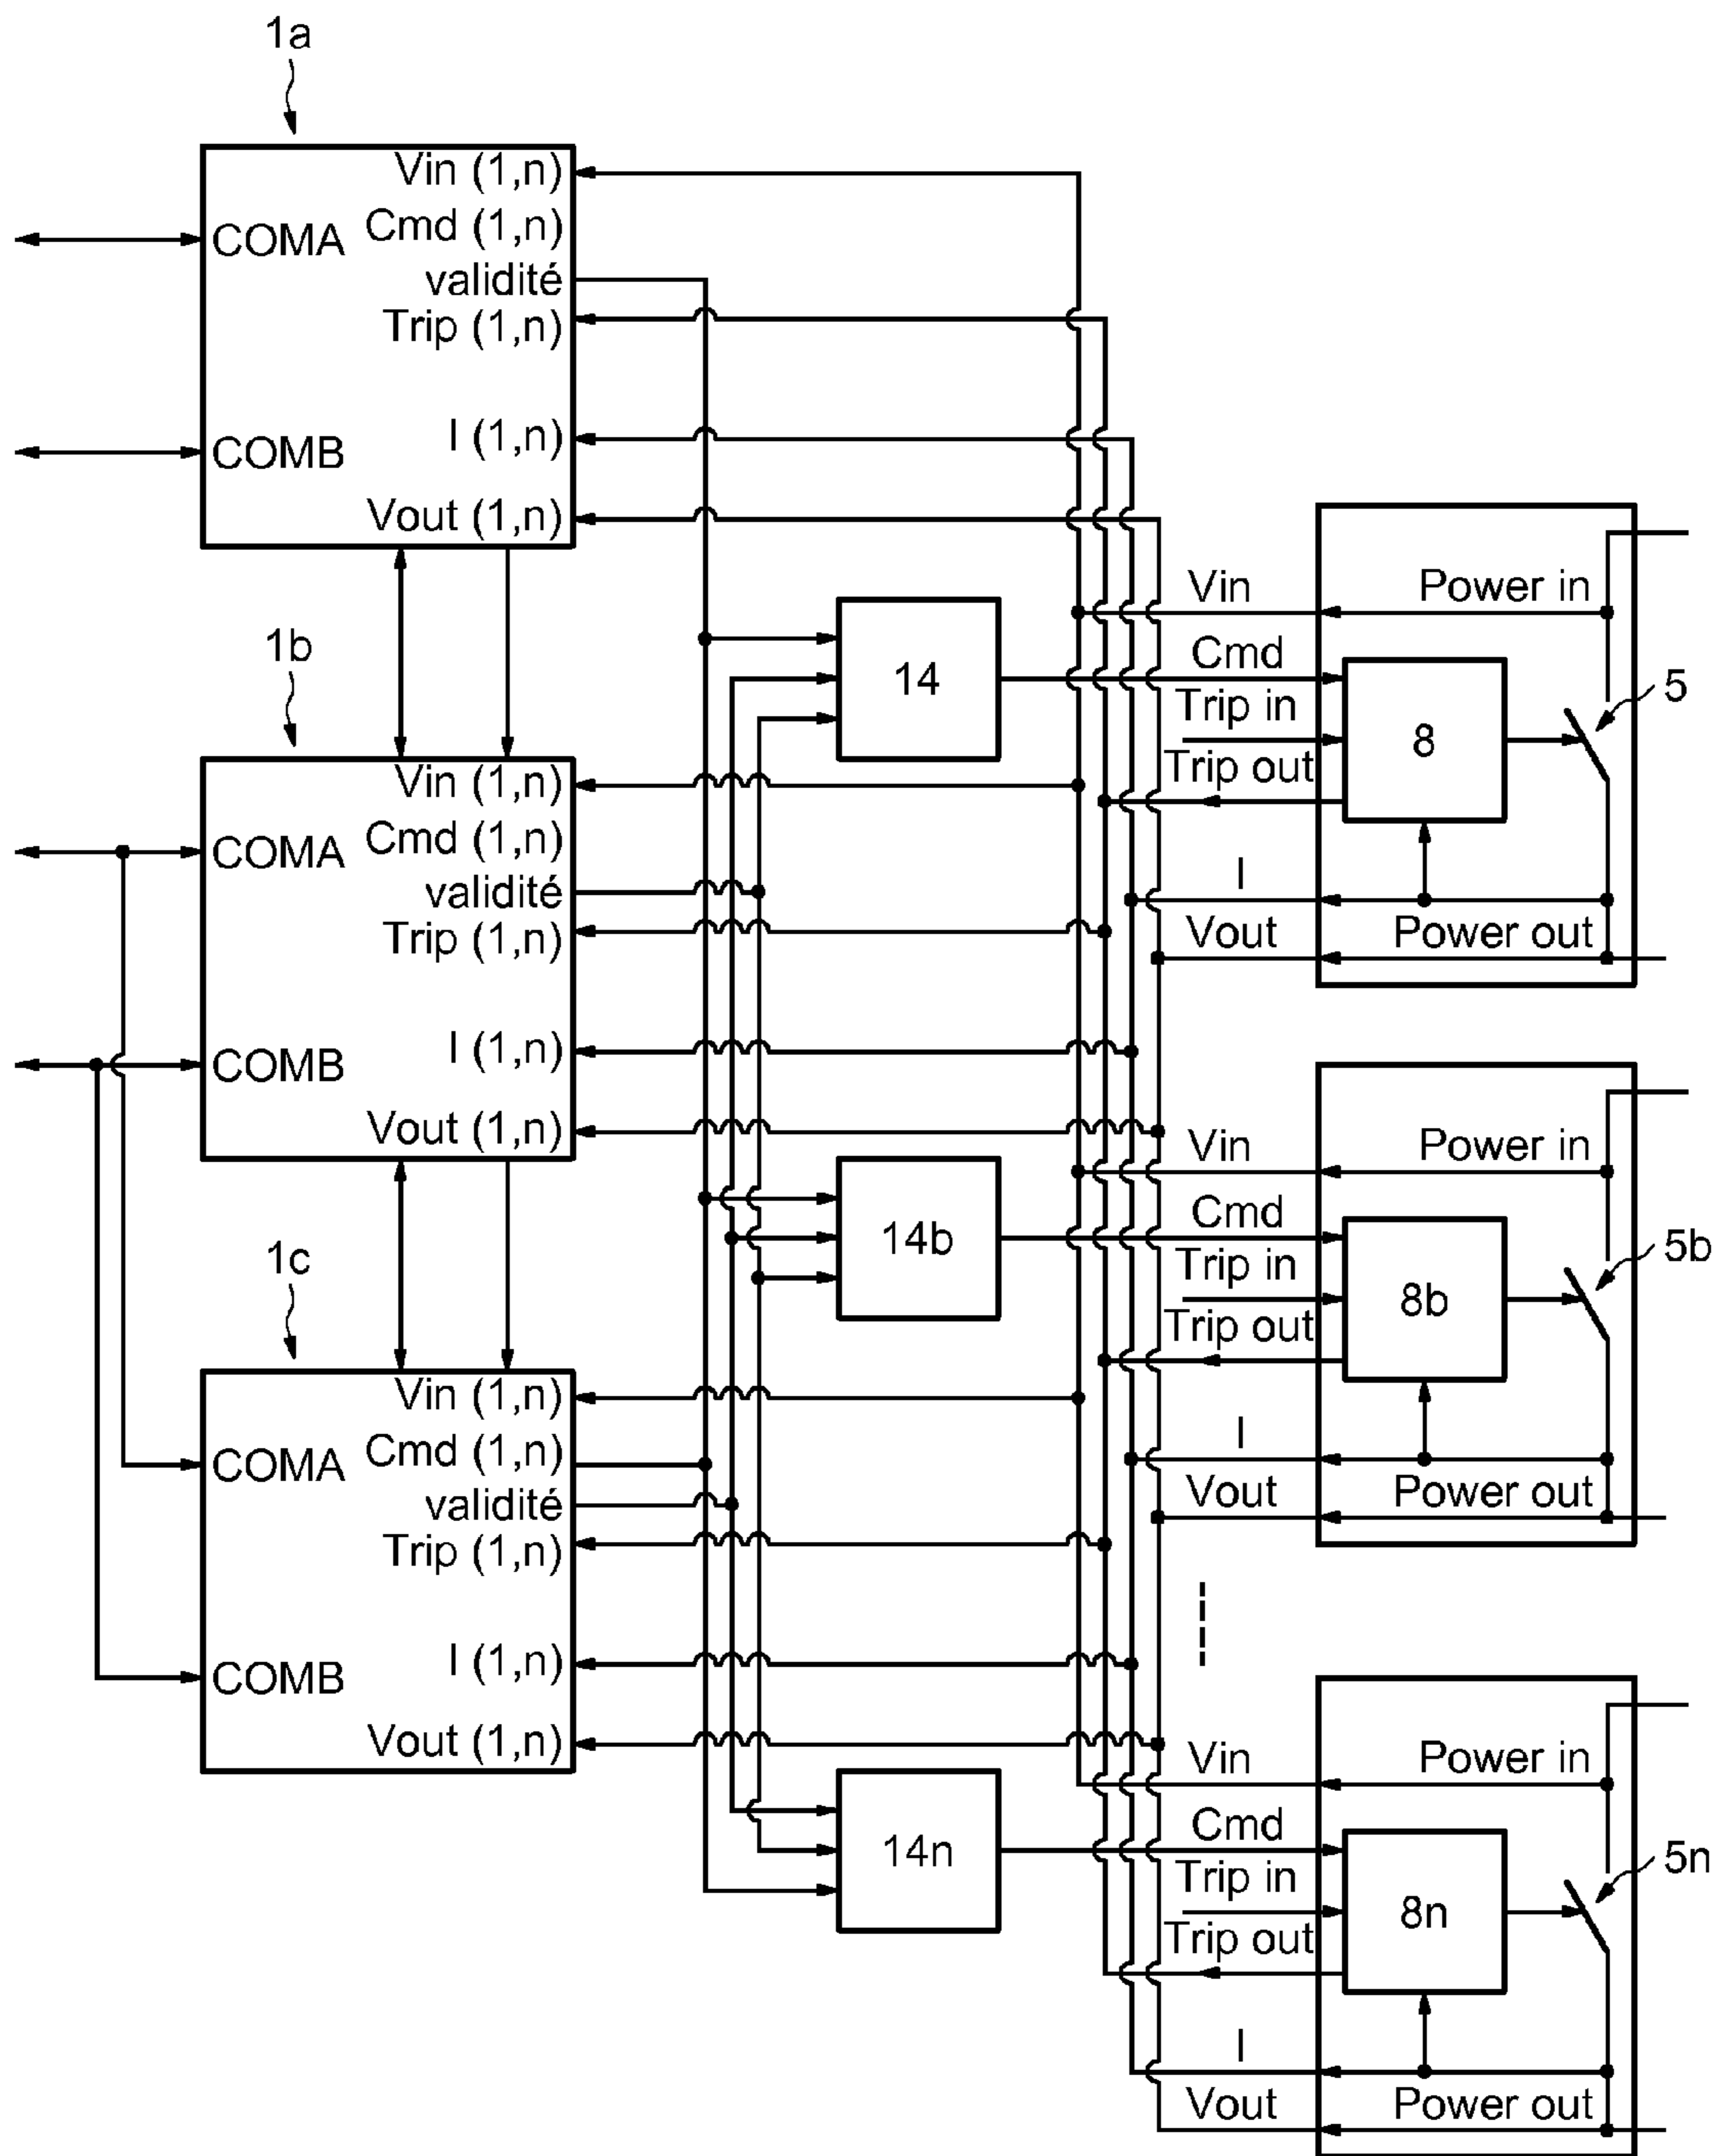 1a
Vin (1,n)
Cmd (1,n)
COMA
validité
Trip (1,n)
I (1,n)
COMB
Vout (1,n)
1b
Vin (1,n)
Cmd (1,n)
COMA
validité
Trip (1,n)
I (1,n)
COMB
Vout (1,n)
1c
Vin (1,n)
Cmd (1,n)
COMA
validité
Trip (1,n)
I (1,n)
COMB
Vout (1,n)
14
14b
14n
Vin
Power in
Cmd
Trip in
8
5
Trip out
I
Vout
Power out
Vin
Power in
Cmd
Trip in
8b
5b
Trip out
I
Vout
Power out
Vin
Power in
Cmd
Trip in
8n
5n
Trip out
I
Vout
Power out